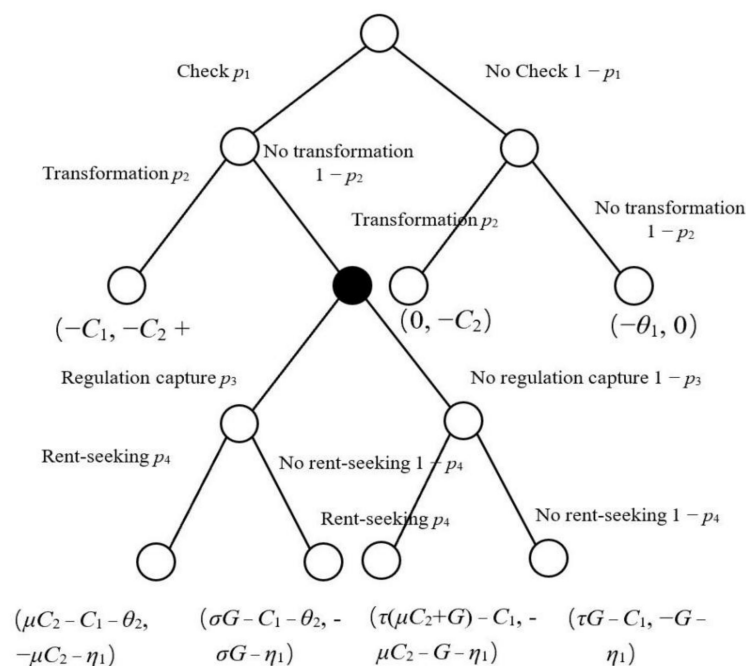 Check p₁
No Check 1 − p₁
Transformation p₂
No transformation
1 − p₂
Transformation p₂
No transformation
1 − p₂
(−C₁, −C₂ +
(0, −C₂)
(−θ₁, 0)
Regulation capture p₃
No regulation capture 1 − p₃
Rent-seeking p₄
No rent-seeking 1 − p₄
Rent-seeking p₄
No rent-seeking 1 − p₄
(μC₂ – C₁ – θ₂,
−μC₂ – η₁)
(σG – C₁ – θ₂, -
σG – η₁)
(τ(μC₂+G) – C₁, -
μC₂ – G – η₁)
(τG – C₁, −G –
η₁)